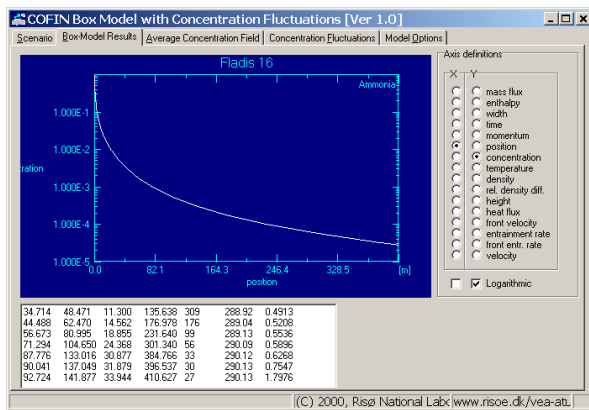 COFIN Box Model with Concentration Fluctuations [Ver 1.0]
Scenario Box-Model Results Average Concentration Field Concentration Fluctuations Model Options
Fladis 16
Ammonia
1.000E-1
1.000E-2
1.000E-3
1.000E-4
1.000E-5
ration
0.0 82.1 164.3 246.4 328.5 [m]
position
Axis definitions
X Y
mass flux
enthalpy
width
time
momentum
position
concentration
temperature
density
rel. density diff.
height
heat flux
front velocity
entrainment rate
front entr. rate
velocity
Logarithmic
34.714 48.471 11.300 135.638 309 288.92 0.4913
44.488 62.470 14.562 176.978 176 289.04 0.5208
56.673 80.995 18.855 231.640 99 289.13 0.5536
71.294 104.650 24.368 301.340 56 290.09 0.5896
87.776 133.016 30.877 384.766 33 290.12 0.6268
90.041 137.049 31.879 396.537 30 290.13 0.7547
92.724 141.877 33.944 410.627 27 290.13 1.7976
(C) 2000, Risø National Labc www.risoe.dk/vea-atu